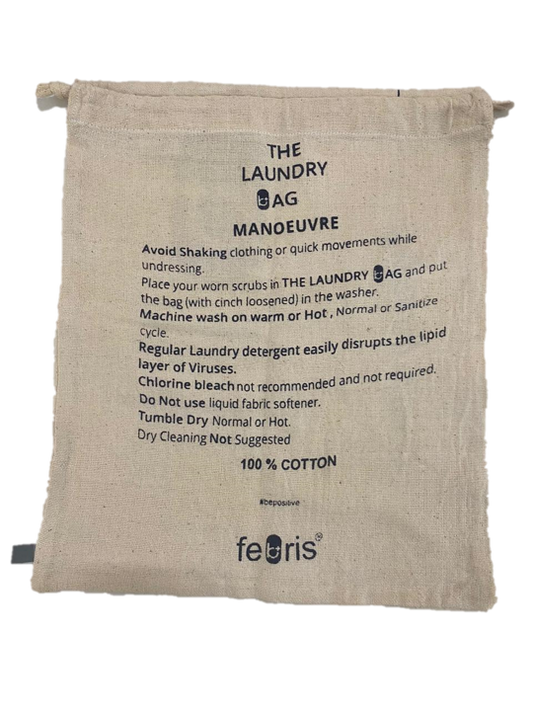 THE
LAUNDRY
BAG
MANOEUVRE
Avoid Shaking clothing or quick movements while
undressing.
Place your worn scrubs in THE LAUNDRY BAG and put
the bag (with cinch loosened) in the washer.
Machine wash on warm or Hot , Normal or Sanitize
cycle.
Regular Laundry detergent easily disrupts the lipid
layer of Viruses.
Chlorine bleach not recommended and not required.
Do Not use liquid fabric softener.
Tumble Dry Normal or Hot.
Dry Cleaning Not Suggested
100 % COTTON
#bepositive
febris®